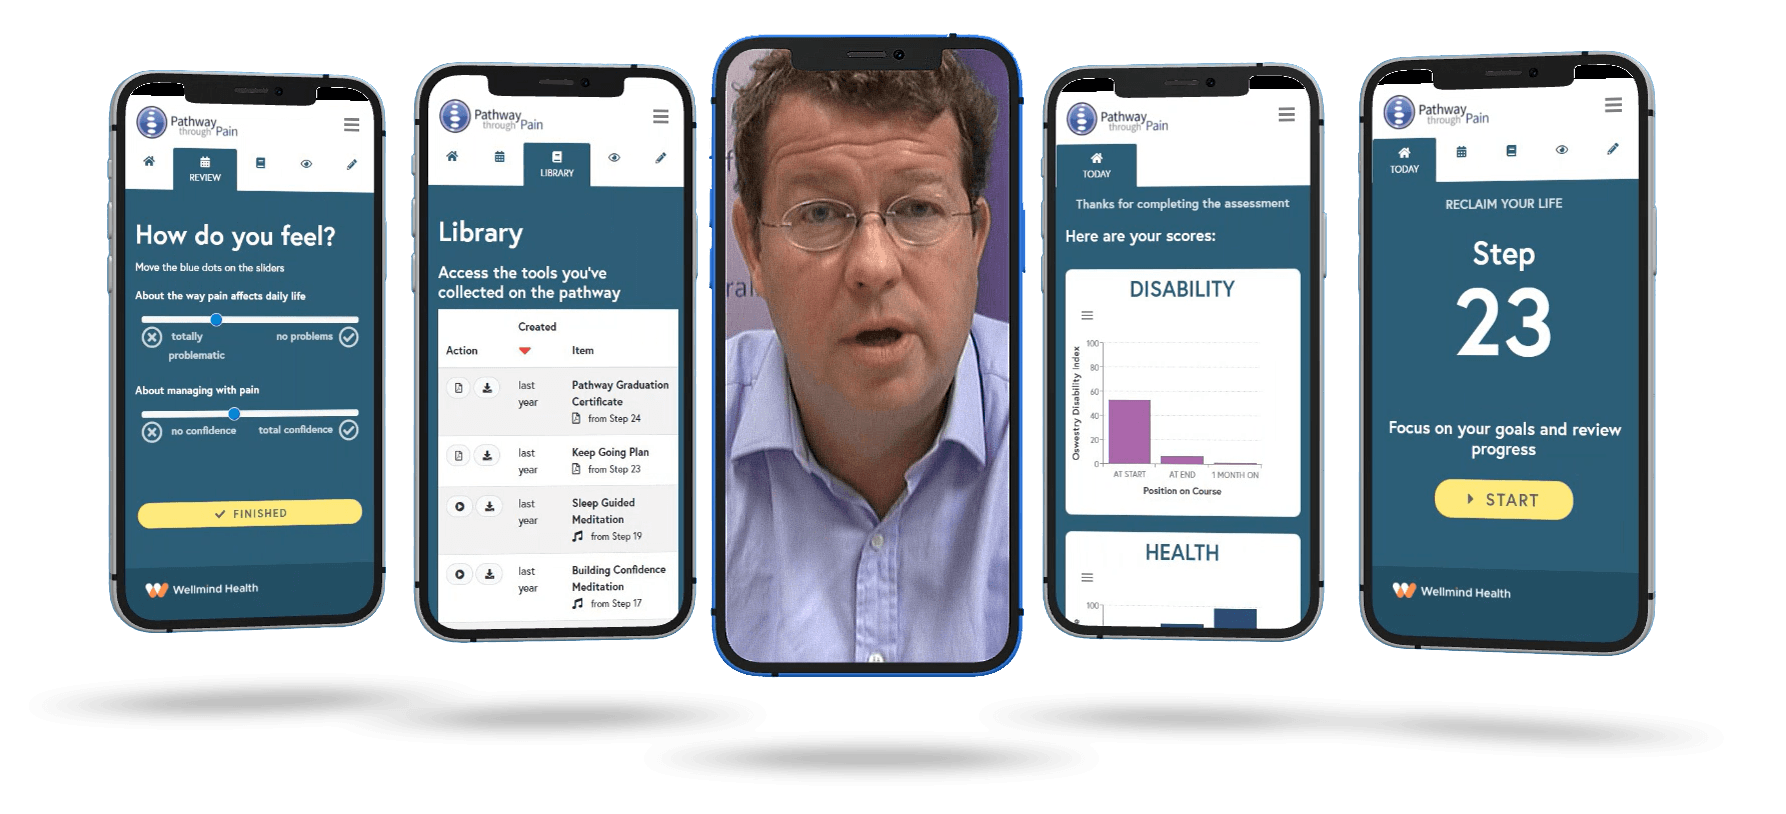 Pathway
through Pain
REVIEW
How do you feel?
Move the blue dots on the sliders
About the way pain affects daily life
totally
problematic
no problems
About managing with pain
no confidence
total confidence
FINISHED
Wellmind Health
Pathway
through Pain
LIBRARY
Library
Access the tools you've
collected on the pathway
Created
Action
Item
last
year
Pathway Graduation
Certificate
from Step 24
last
year
Keep Going Plan
from Step 23
last
year
Sleep Guided
Meditation
from Step 19
last
year
Building Confidence
Meditation
from Step 17
Pathway
through Pain
TODAY
Thanks for completing the assessment
Here are your scores:
DISABILITY
Oswestry Disability Index
100
80
60
40
20
0
AT START
AT END
1 MONTH ON
Position on Course
HEALTH
100
Pathway
through Pain
TODAY
RECLAIM YOUR LIFE
Step
23
Focus on your goals and review
progress
START
Wellmind Health